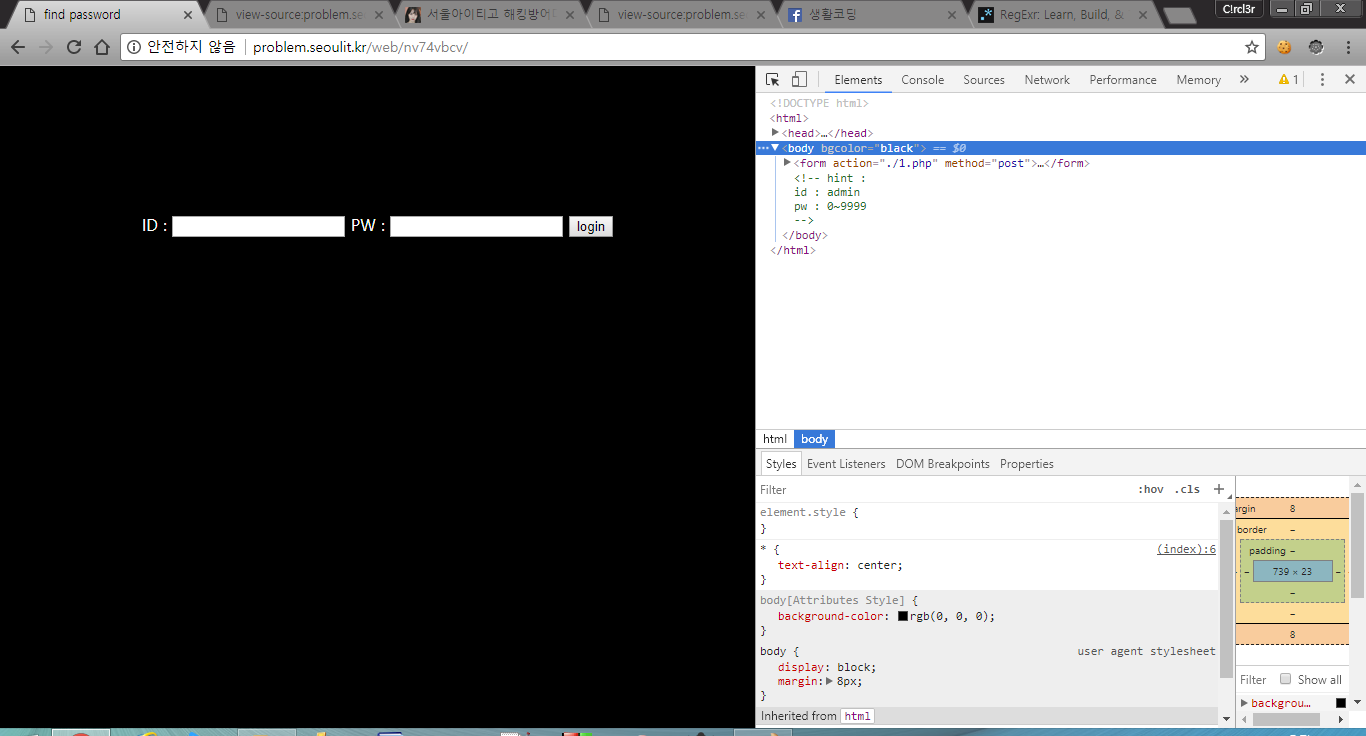 find password
view-source:problem.se
서울아이티고 해킹방어
view-source:problem.se
생활코딩
RegExr: Learn, Build, &
C1rcl3r
안전하지 않음
problem.seoulit.kr/web/nv74vbcv/
ID :
PW :
login
Elements Console Sources Network Performance Memory » 1
<!DOCTYPE html>
<html>
<head>…</head>
<body bgcolor="black"> == $0
<form action="./1.php" method="post">…</form>
<!-- hint :
id : admin
pw : 0~9999
-->
</body>
</html>
html body
Styles Event Listeners DOM Breakpoints Properties
Filter :hov .cls +
element.style {
}
* { (index):6
text-align: center;
}
body[Attributes Style] {
background-color: rgb(0, 0, 0);
}
body { user agent stylesheet
display: block;
margin: 8px;
}
Inherited from html
argin 8
border –
padding –
– 739 × 23 –
–
–
8
Filter Show all
backgrou…